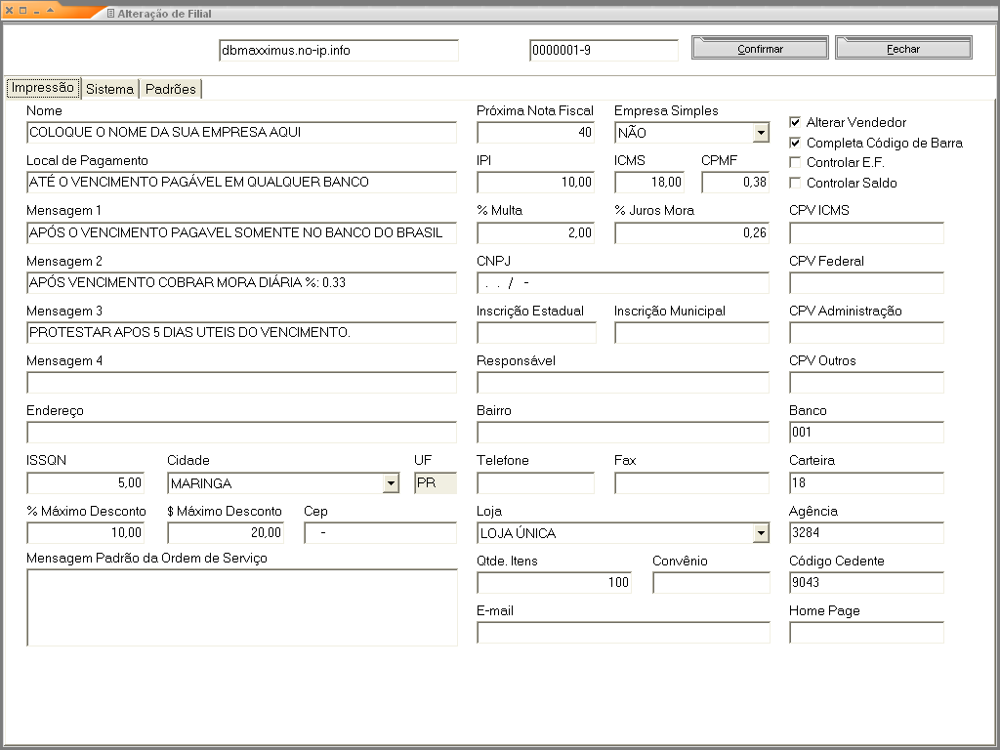 Alteração de Filial
dbmaxximus.no-ip.info
0000001-9
Confirmar
Fechar
Impressão
Sistema
Padrões
Nome
Próxima Nota Fiscal
Empresa Simples
COLOQUE O NOME DA SUA EMPRESA AQUI
40
NÃO
Alterar Vendedor
Completa Código de Barra
Controlar E.F.
Controlar Saldo
Local de Pagamento
IPI
ICMS
CPMF
ATÉ O VENCIMENTO PAGÁVEL EM QUALQUER BANCO
10,00
18,00
0,38
Mensagem 1
% Multa
% Juros Mora
CPV ICMS
APÓS O VENCIMENTO PAGAVEL SOMENTE NO BANCO DO BRASIL
2,00
0,26
Mensagem 2
CNPJ
CPV Federal
APÓS VENCIMENTO COBRAR MORA DIÁRIA %: 0.33
. . / -
Mensagem 3
Inscrição Estadual
Inscrição Municipal
CPV Administração
PROTESTAR APOS 5 DIAS UTEIS DO VENCIMENTO.
Mensagem 4
Responsável
CPV Outros
Endereço
Bairro
Banco
001
ISSQN
Cidade
UF
Telefone
Fax
Carteira
5,00
MARINGA
PR
18
% Máximo Desconto
$ Máximo Desconto
Cep
Loja
Agência
10,00
20,00
-
LOJA ÚNICA
3284
Mensagem Padrão da Ordem de Serviço
Qtde. Itens
Convênio
Código Cedente
100
9043
E-mail
Home Page